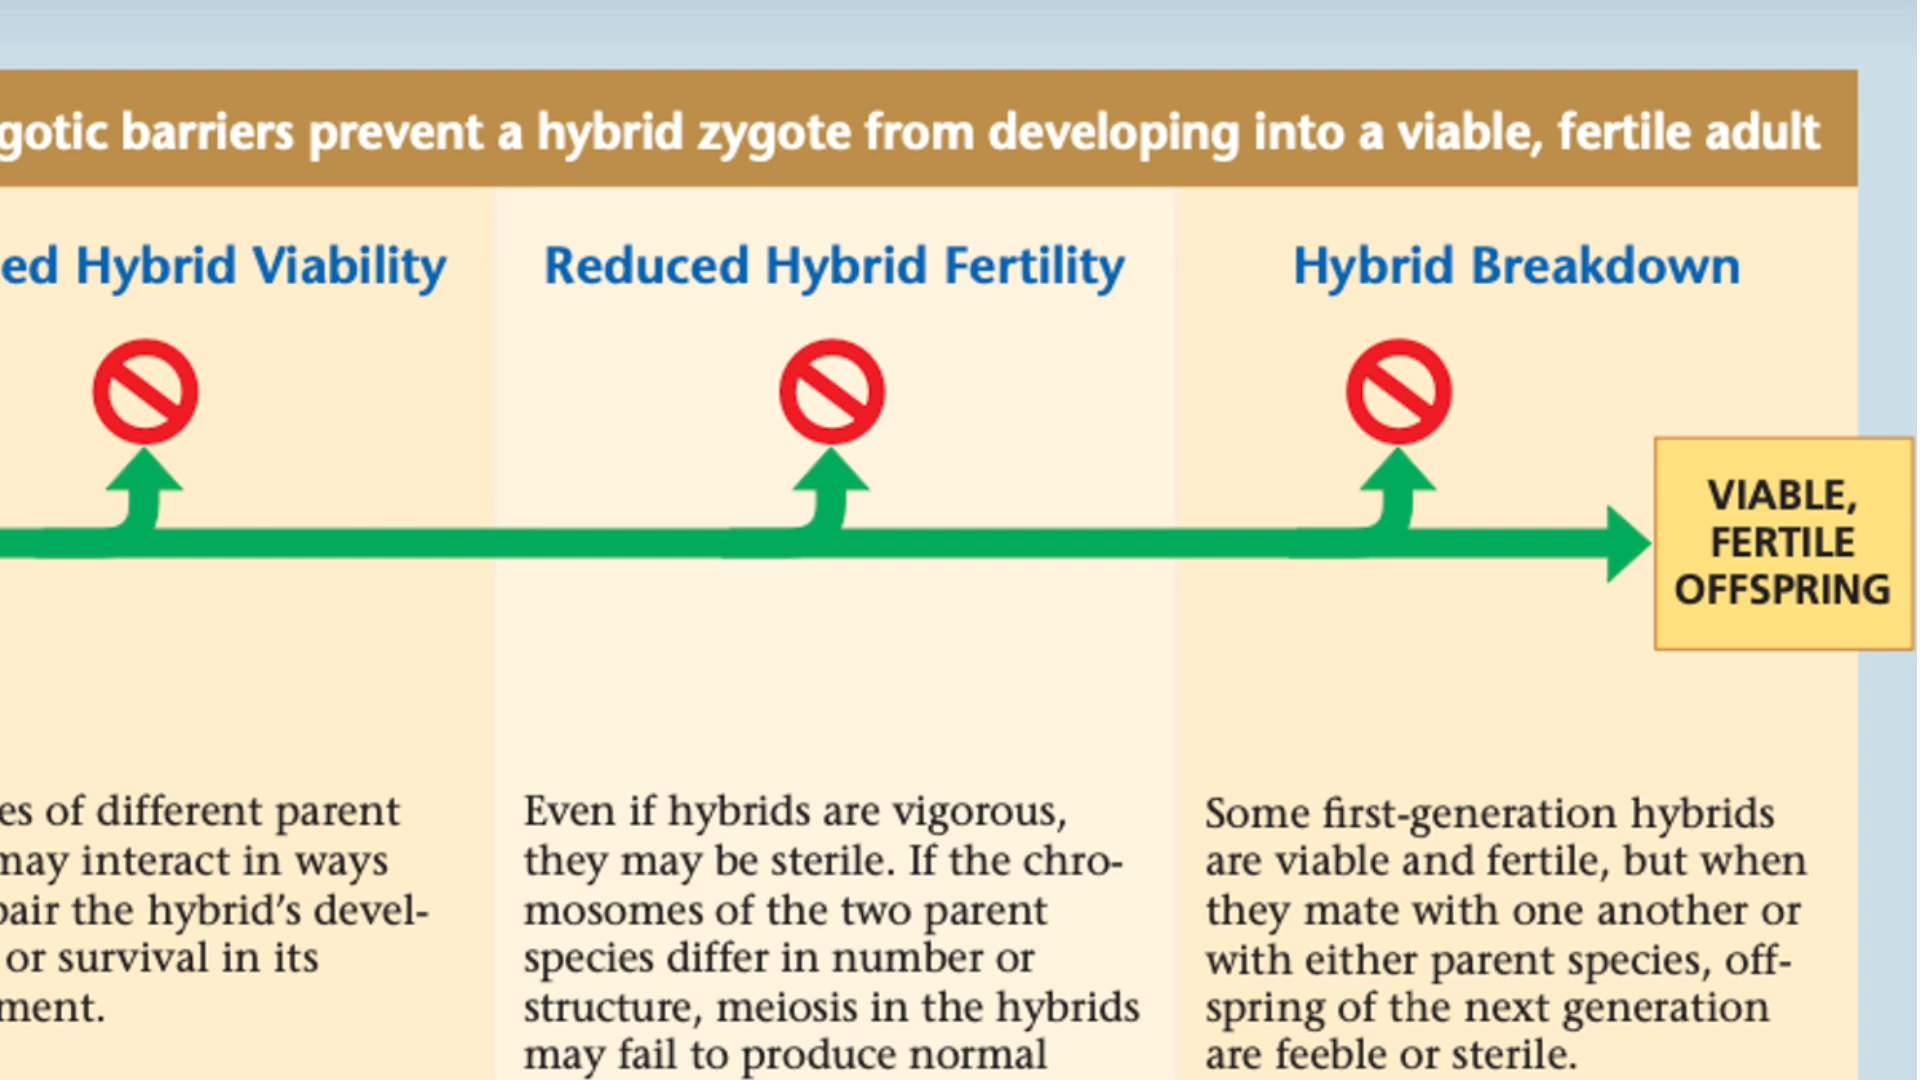 gotic barriers prevent a hybrid zygote from developing into a viable, fertile adult
ed Hybrid Viability
es of different parent
may interact in ways
pair the hybrid's devel-
or survival in its
ment.
Reduced Hybrid Fertility
Even if hybrids are vigorous,
they may be sterile. If the chro-
mosomes of the two parent
species differ in number or
structure, meiosis in the hybrids
may fail to produce normal
Hybrid Breakdown
Some first-generation hybrids
are viable and fertile, but when
they mate with one another or
with either parent species, off-
spring of the next generation
are feeble or sterile.
VIABLE,
FERTILE
OFFSPRING